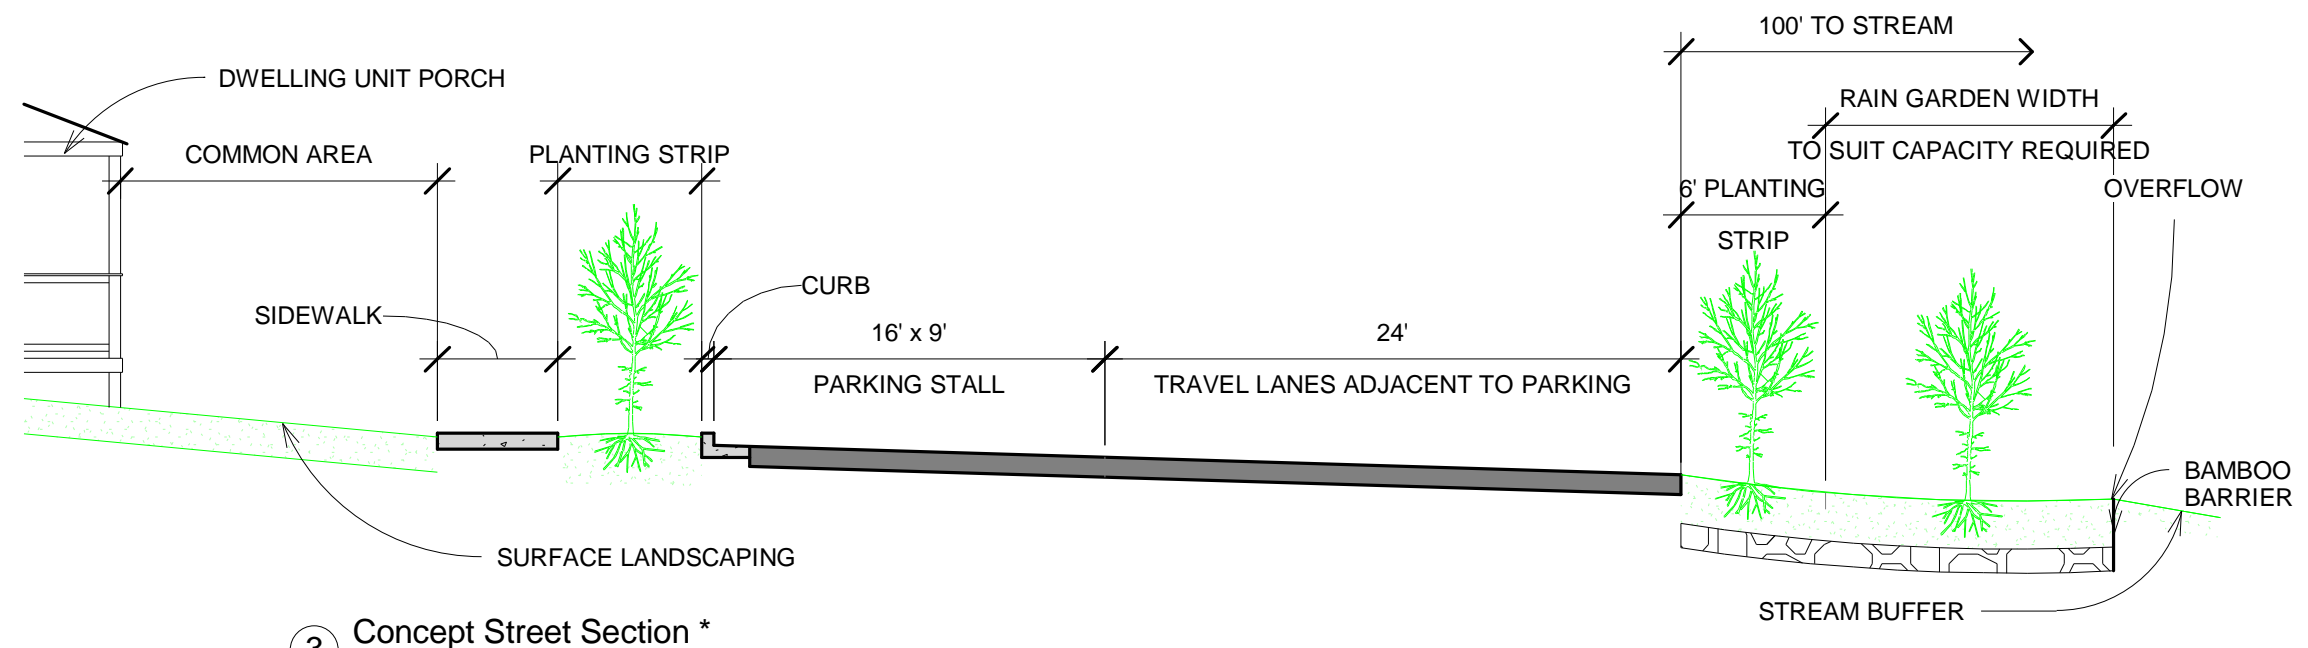 100' TO STREAM
DWELLING UNIT PORCH
RAIN GARDEN WIDTH
TO SUIT CAPACITY REQUIRED
COMMON AREA
PLANTING STRIP
6' PLANTING
STRIP
OVERFLOW
SIDEWALK
CURB
16' x 9'
PARKING STALL
24'
TRAVEL LANES ADJACENT TO PARKING
BAMBOO
BARRIER
SURFACE LANDSCAPING
STREAM BUFFER
3
Concept Street Section *